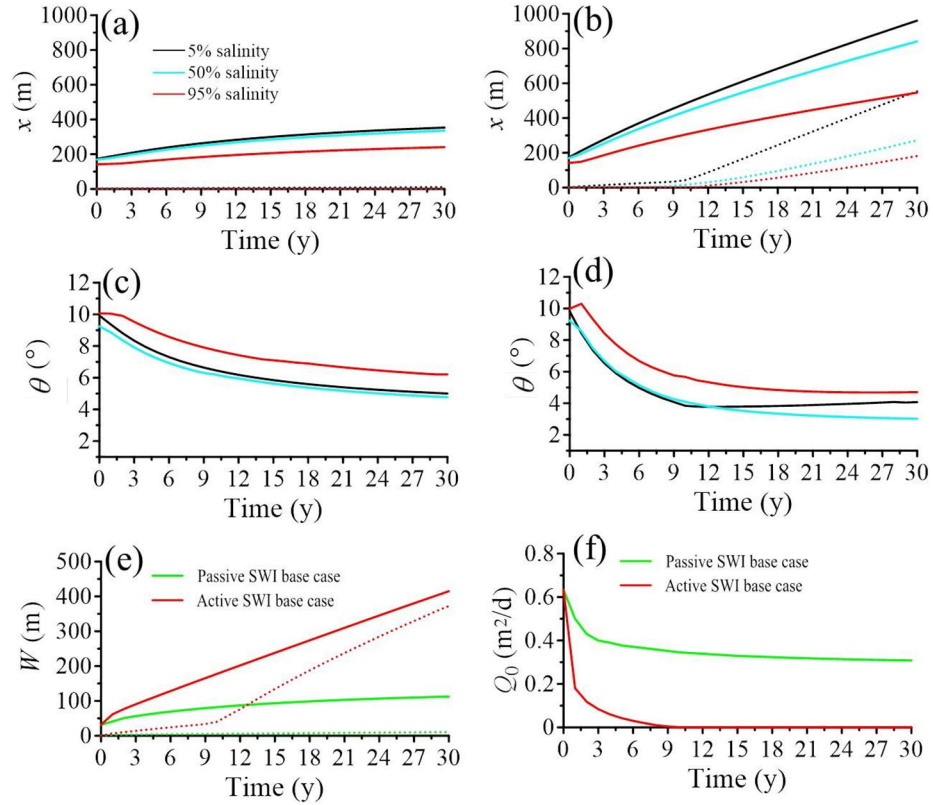 (a)
1000
800
600
400
200
0
x (m)
5% salinity
50% salinity
95% salinity
0 3 6 9 12 15 18 21 24 27 30
Time (y)
(b)
1000
800
600
400
200
0
x (m)
0 3 6 9 12 15 18 21 24 27 30
Time (y)
(c)
12
10
8
6
4
2
θ (°)
0 3 6 9 12 15 18 21 24 27 30
Time (y)
(d)
12
10
8
6
4
2
θ (°)
0 3 6 9 12 15 18 21 24 27 30
Time (y)
(e)
500
400
300
200
100
0
W (m)
Passive SWI base case
Active SWI base case
0 3 6 9 12 15 18 21 24 27 30
Time (y)
(f)
0.8
0.6
0.4
0.2
0
Q₀ (m²/d)
Passive SWI base case
Active SWI base case
0 3 6 9 12 15 18 21 24 27 30
Time (y)